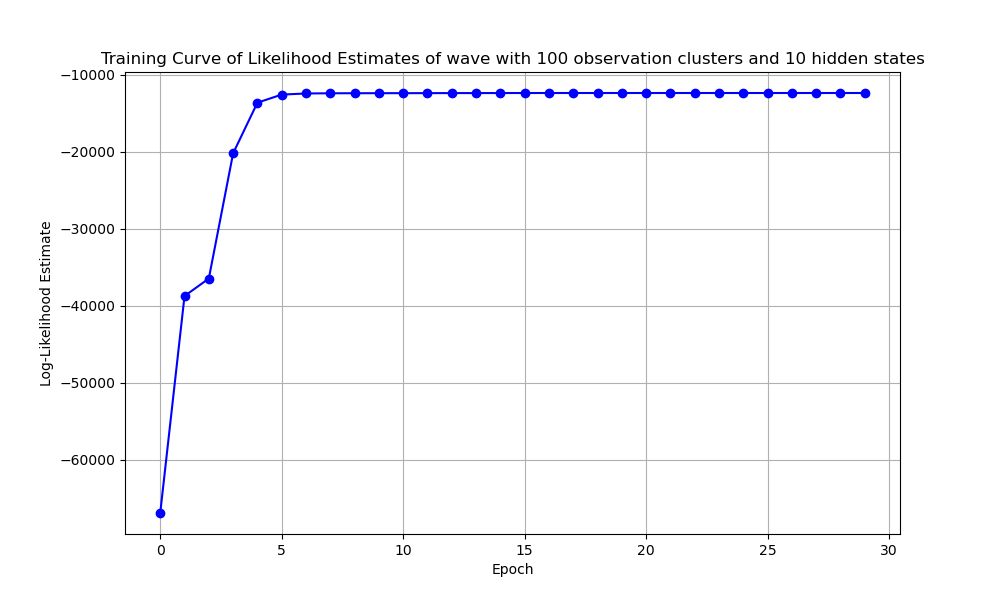 Training Curve of Likelihood Estimates of wave with 100 observation clusters and 10 hidden states
−10000
−20000
−30000
−40000
−50000
−60000
Log-Likelihood Estimate
0 5 10 15 20 25 30
Epoch